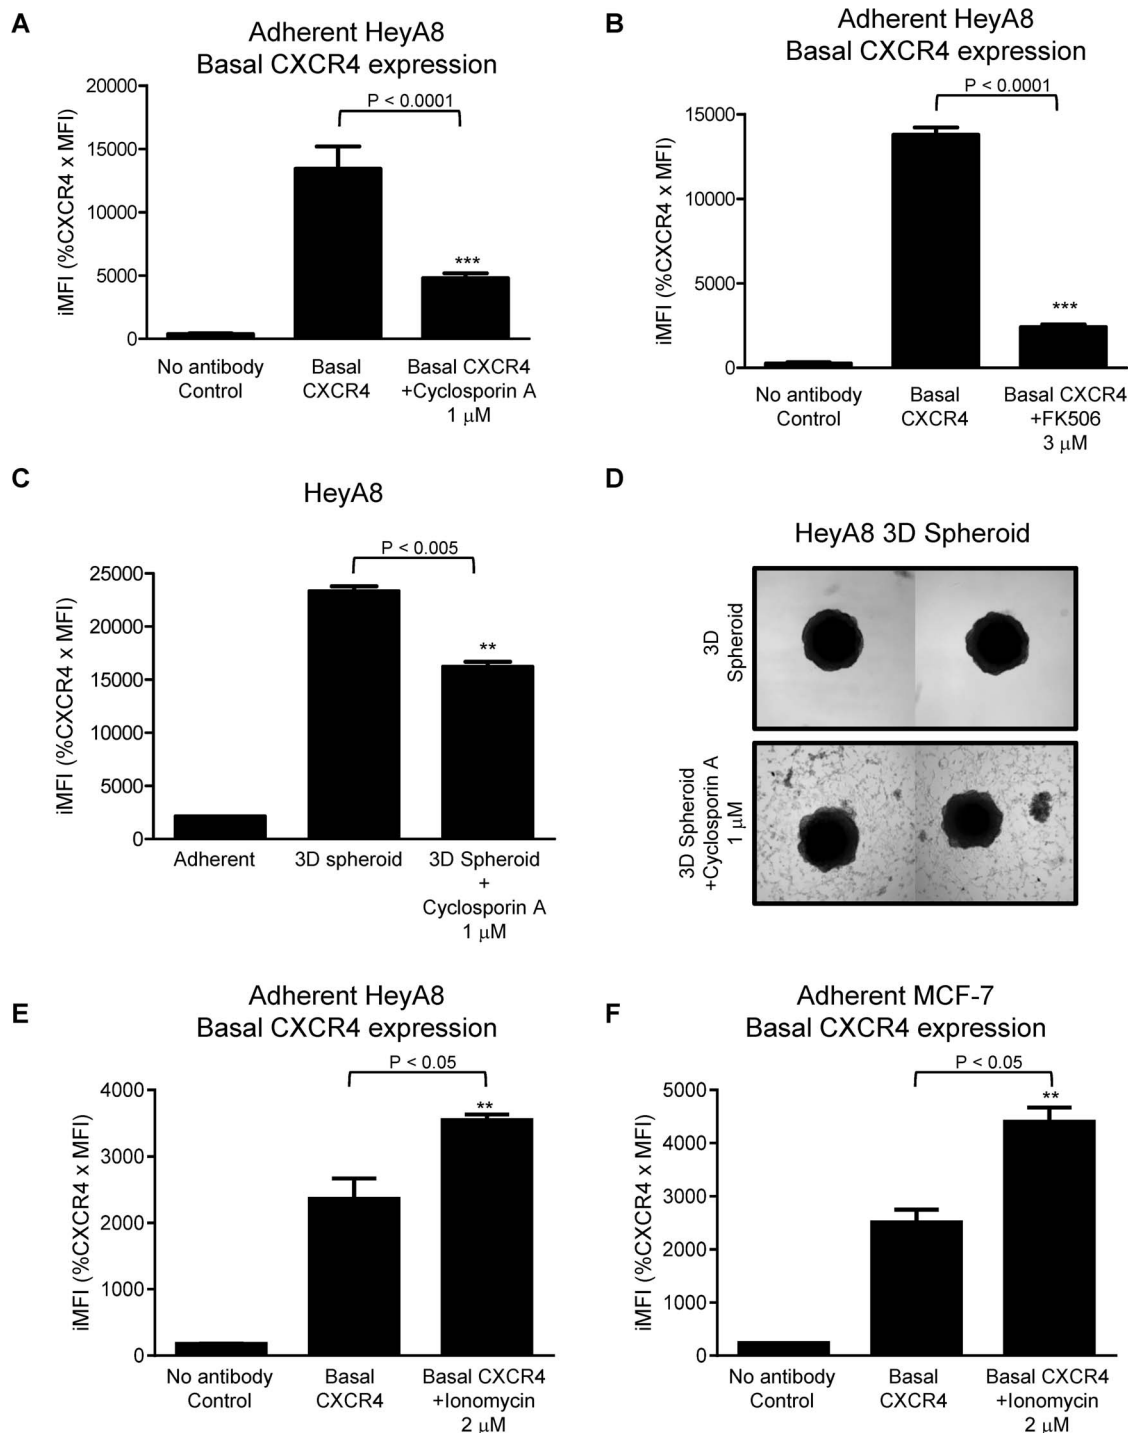 A
Adherent HeyA8
Basal CXCR4 expression
P < 0.0001
iMFI (%CXCR4 x MFI)
20000
15000
10000
5000
0
No antibody
Control
Basal
CXCR4
Basal CXCR4
+Cyclosporin A
1 μM
***
B
Adherent HeyA8
Basal CXCR4 expression
P < 0.0001
iMFI (%CXCR4 x MFI)
15000
10000
5000
0
***
No antibody
Control
Basal
CXCR4
Basal CXCR4
+FK506
3 μM
C
HeyA8
P < 0.005
iMFI (%CXCR4 x MFI)
25000
20000
15000
10000
5000
0
**
Adherent
3D spheroid
3D Spheroid
+
Cyclosporin A
1 μM
D
HeyA8 3D Spheroid
3D
Spheroid
3D Spheroid
+Cyclosporin A
1 μM
E
Adherent HeyA8
Basal CXCR4 expression
P < 0.05
iMFI (%CXCR4 x MFI)
4000
3000
2000
1000
0
**
No antibody
Control
Basal
CXCR4
Basal CXCR4
+Ionomycin
2 μM
F
Adherent MCF-7
Basal CXCR4 expression
P < 0.05
iMFI (%CXCR4 x MFI)
5000
4000
3000
2000
1000
0
**
No antibody
Control
Basal
CXCR4
Basal CXCR4
+Ionomycin
2 μM